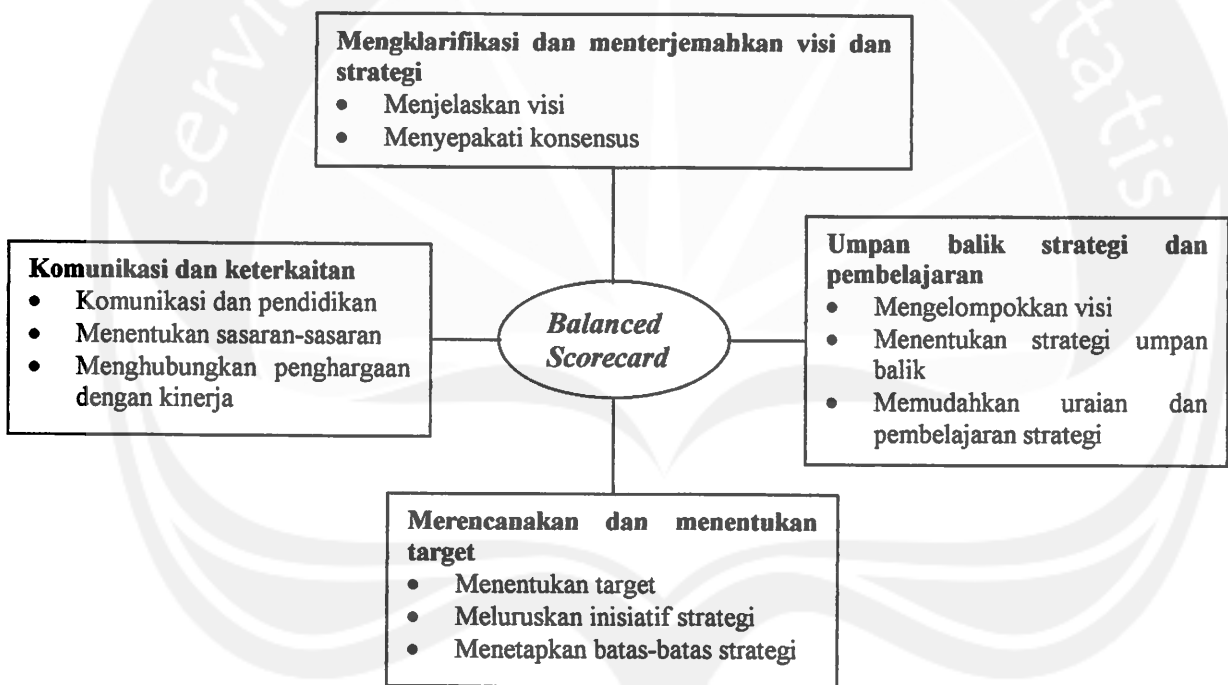 servi
itatis
Mengklarifikasi dan menterjemahkan visi dan
strategi
• Menjelaskan visi
• Menyepakati konsensus
Komunikasi dan keterkaitan
• Komunikasi dan pendidikan
• Menentukan sasaran-sasaran
• Menghubungkan penghargaan
dengan kinerja
Balanced
Scorecard
Umpan balik strategi dan
pembelajaran
• Mengelompokkan visi
• Menentukan strategi umpan
balik
• Memudahkan uraian dan
pembelajaran strategi
Merencanakan dan menentukan
target
• Menentukan target
• Meluruskan inisiatif strategi
• Menetapkan batas-batas strategi